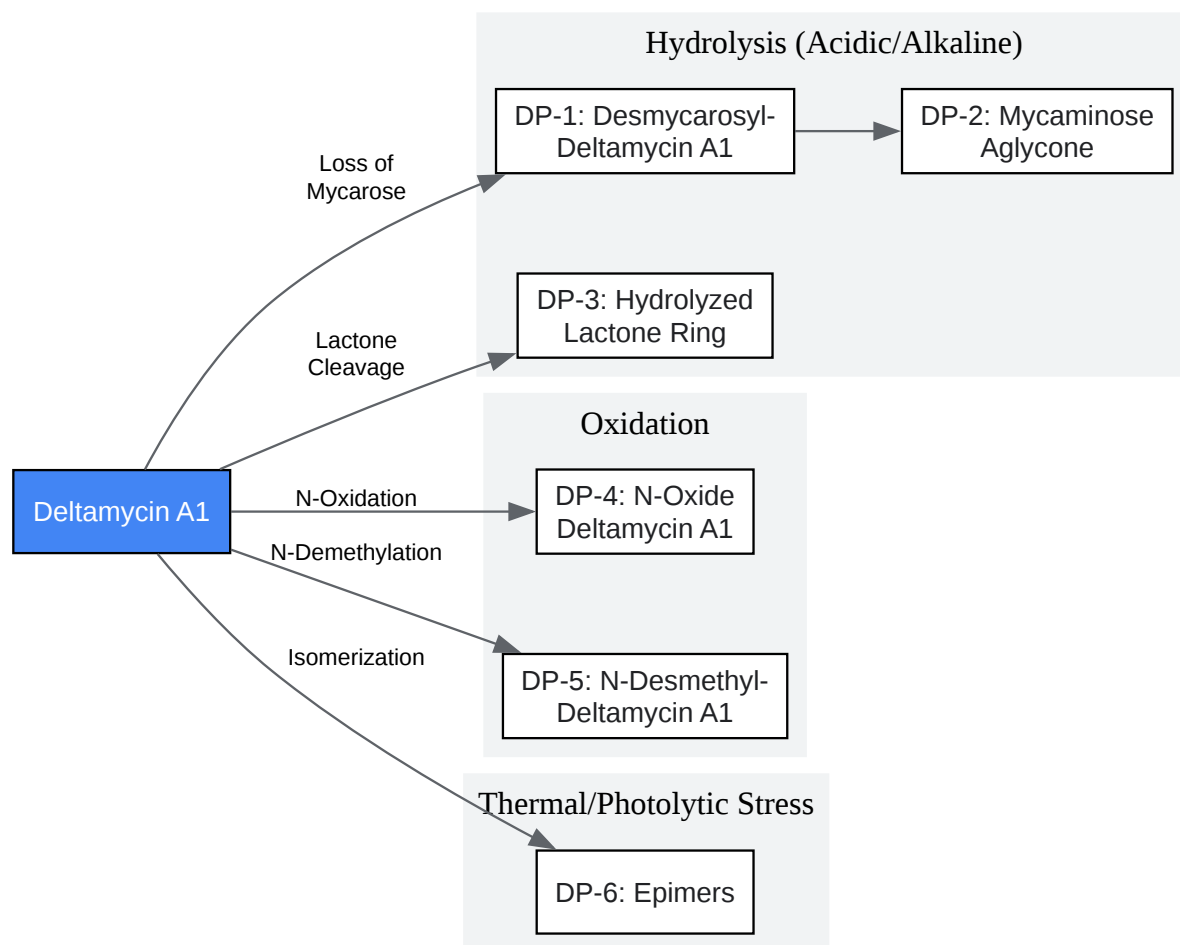 Hydrolysis (Acidic/Alkaline)
DP-1: Desmycarosyl-
Deltamycin A1
DP-2: Mycaminose
Aglycone
Loss of
Mycarose
DP-3: Hydrolyzed
Lactone Ring
Lactone
Cleavage
Oxidation
Deltamycin A1
N-Oxidation
DP-4: N-Oxide
Deltamycin A1
N-Demethylation
Isomerization
DP-5: N-Desmethyl-
Deltamycin A1
Thermal/Photolytic Stress
DP-6: Epimers